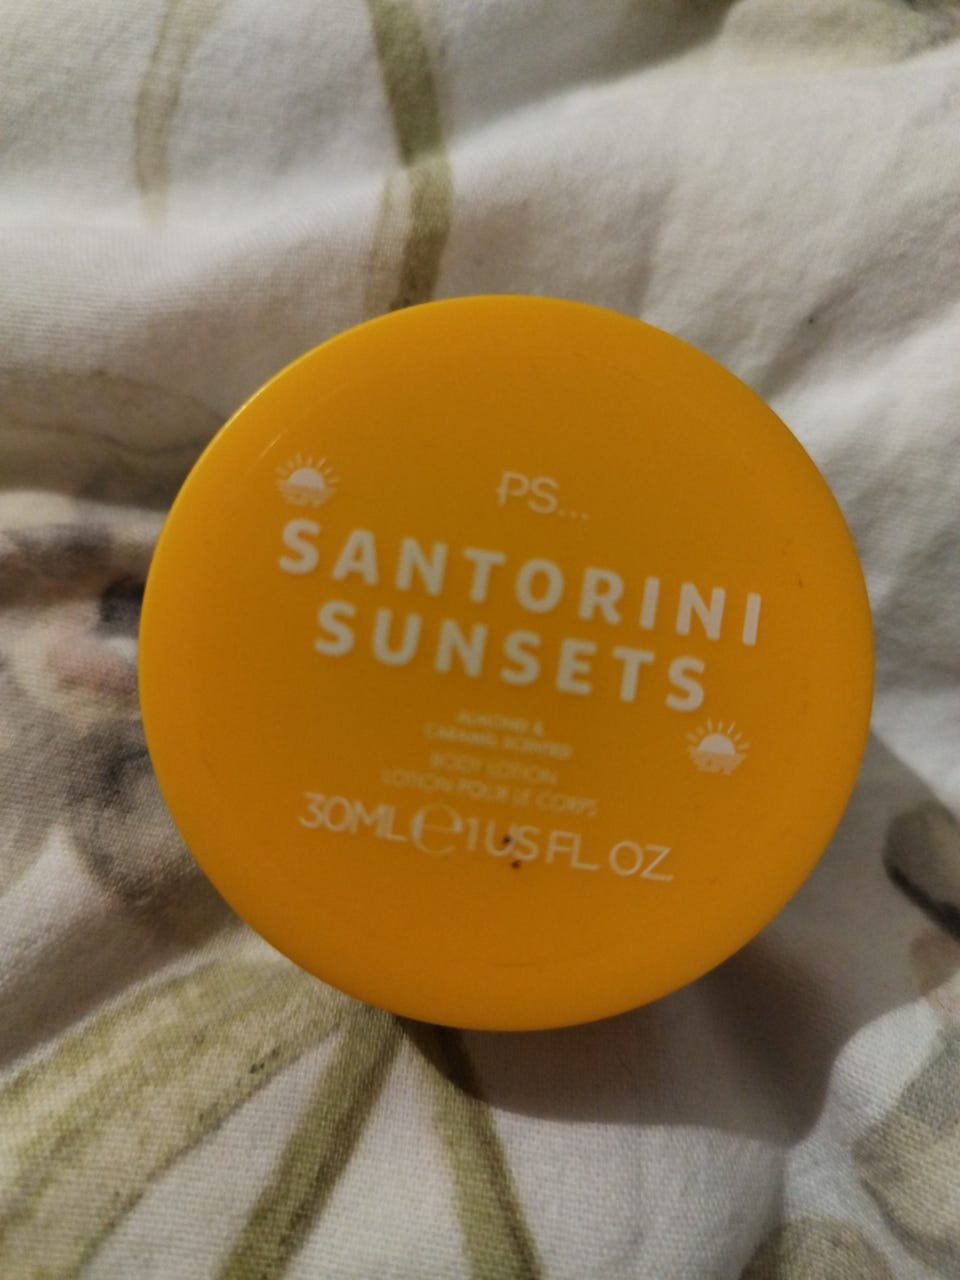 PS...
SANTORINI
SUNSETS
ALMOND &
CARAMEL SCENTED
BODY LOTION
LOTION POUR LE CORPS
30ML e 1 US FL OZ